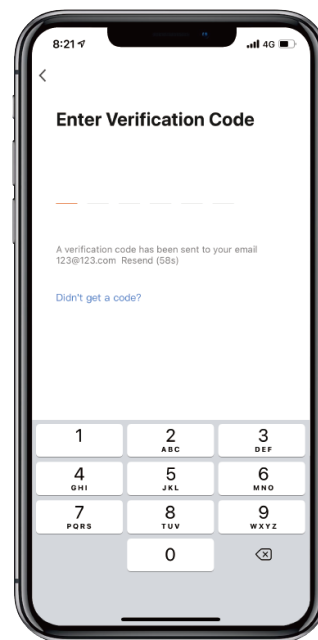 8:21 4G
Enter Verification Code
A verification code has been sent to your email
123@123.com Resend (58s)
Didn't get a code?
1 2 3
ABC DEF
4 5 6
GHI JKL MNO
7 8 9
PQRS TUV WXYZ
0